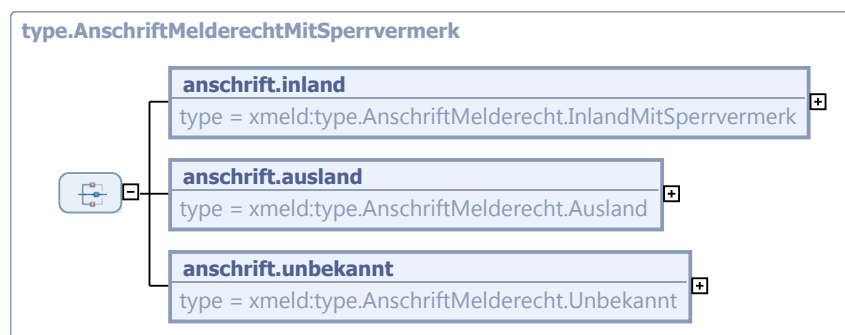 type.AnschriftMelderechtMitSperrvermerk
anschrift.inland
type = xmeld:type.AnschriftMelderecht.InlandMitSperrvermerk
anschrift.ausland
type = xmeld:type.AnschriftMelderecht.Ausland
anschrift.unbekannt
type = xmeld:type.AnschriftMelderecht.Unbekannt